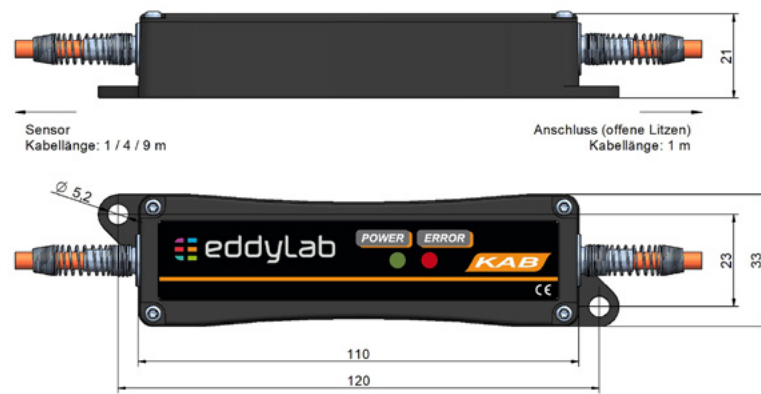 21
Sensor
Kabellänge: 1 / 4 / 9 m
Anschluss (offene Litzen)
Kabellänge: 1 m
Ø 5,2
eddyLab
POWER
ERROR
KAB
CE
23
33
110
120